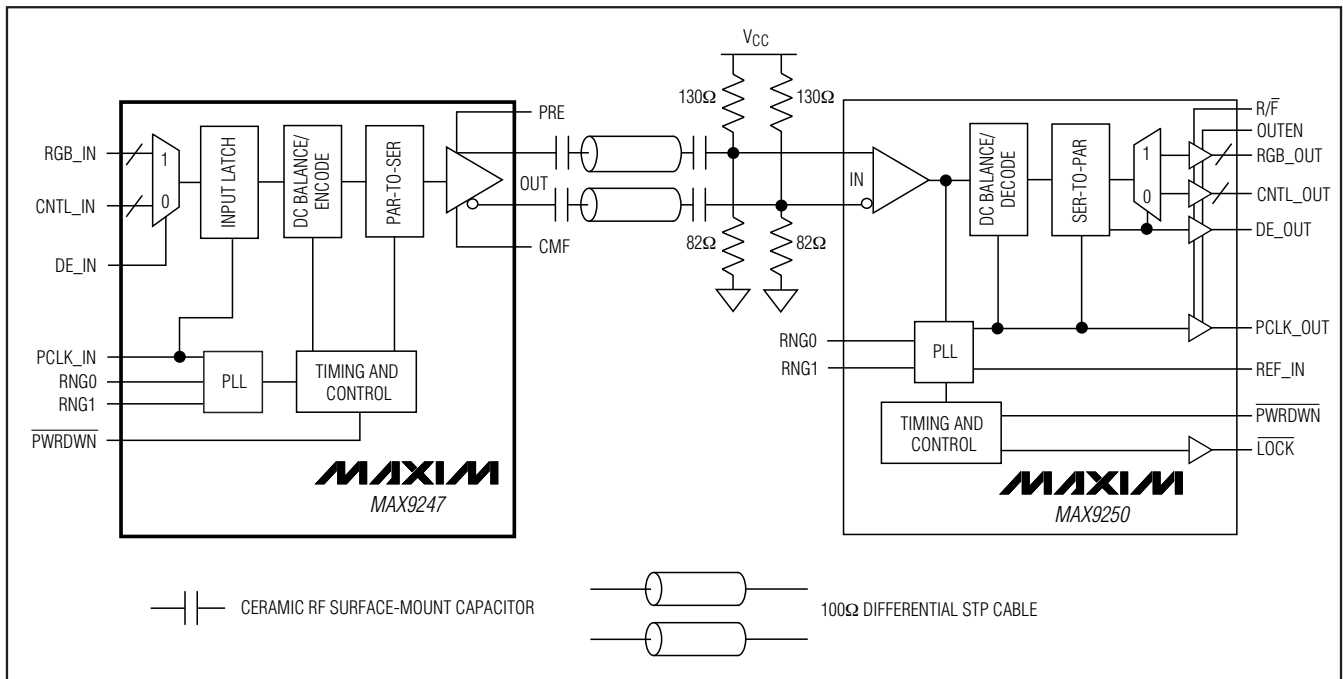 VCC
130Ω
130Ω
82Ω
82Ω
RGB_IN
CNTL_IN
DE_IN
PCLK_IN
RNG0
RNG1
PWRDWN
1
0
INPUT LATCH
DC BALANCE/
ENCODE
PAR-TO-SER
PLL
TIMING AND
CONTROL
PRE
OUT
CMF
MAXIM
MAX9247
IN
DC BALANCE/
DECODE
SER-TO-PAR
1
0
RNG0
RNG1
PLL
TIMING AND
CONTROL
R/F̅
OUTEN
RGB_OUT
CNTL_OUT
DE_OUT
PCLK_OUT
REF_IN
PWRDWN
LOCK
MAXIM
MAX9250
CERAMIC RF SURFACE-MOUNT CAPACITOR
100Ω DIFFERENTIAL STP CABLE